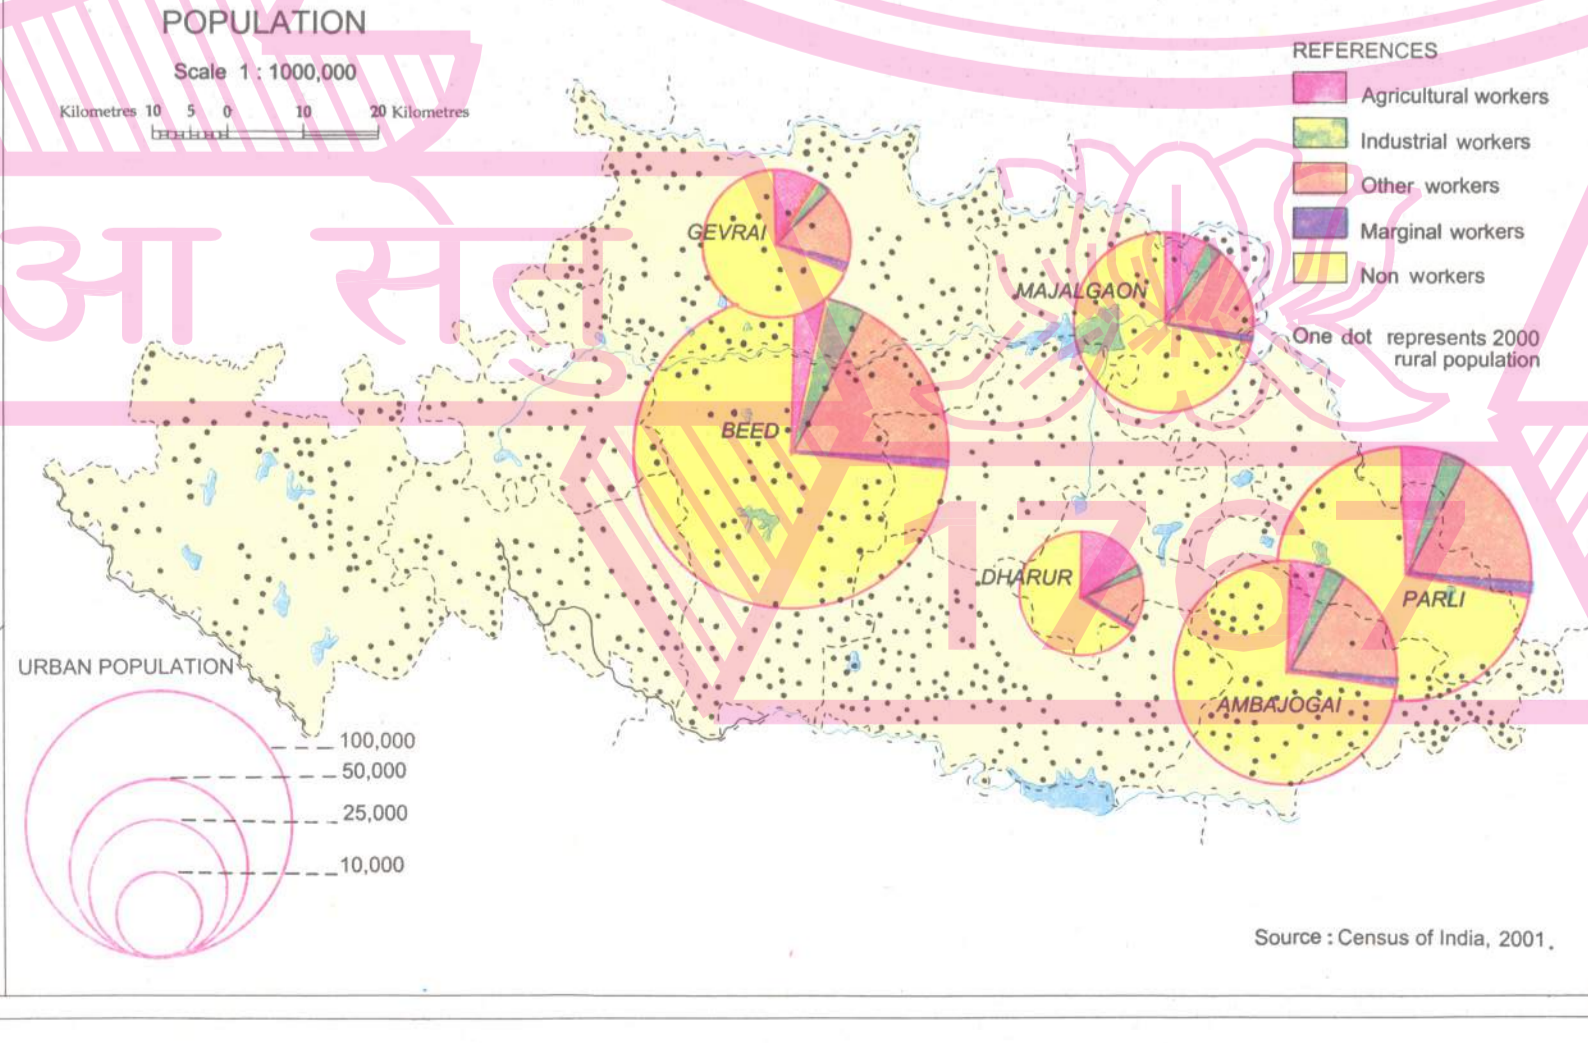 POPULATION
Scale 1 : 1000,000
Kilometres 10 5 0 10 20 Kilometres
REFERENCES
Agricultural workers
Industrial workers
Other workers
Marginal workers
Non workers
One dot represents 2000
rural population
आ सेतु
GEVRAI
MAJALGAON
BEED
DHARUR
PARLI
AMBAJOGAI
1767
URBAN POPULATION
100,000
50,000
25,000
10,000
Source : Census of India, 2001.